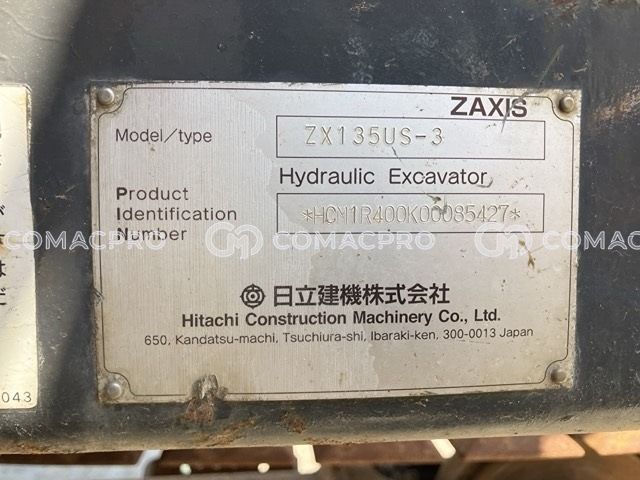 ZAXIS
Model/type ZX135US-3
Hydraulic Excavator
Product
Identification
Number
*HCM1R400K00085427*
COMACPRO COMACPRO COMACPRO
日立建機株式会社
Hitachi Construction Machinery Co., Ltd.
650, Kandatsu-machi, Tsuchiura-shi, Ibaraki-ken, 300-0013 Japan
043